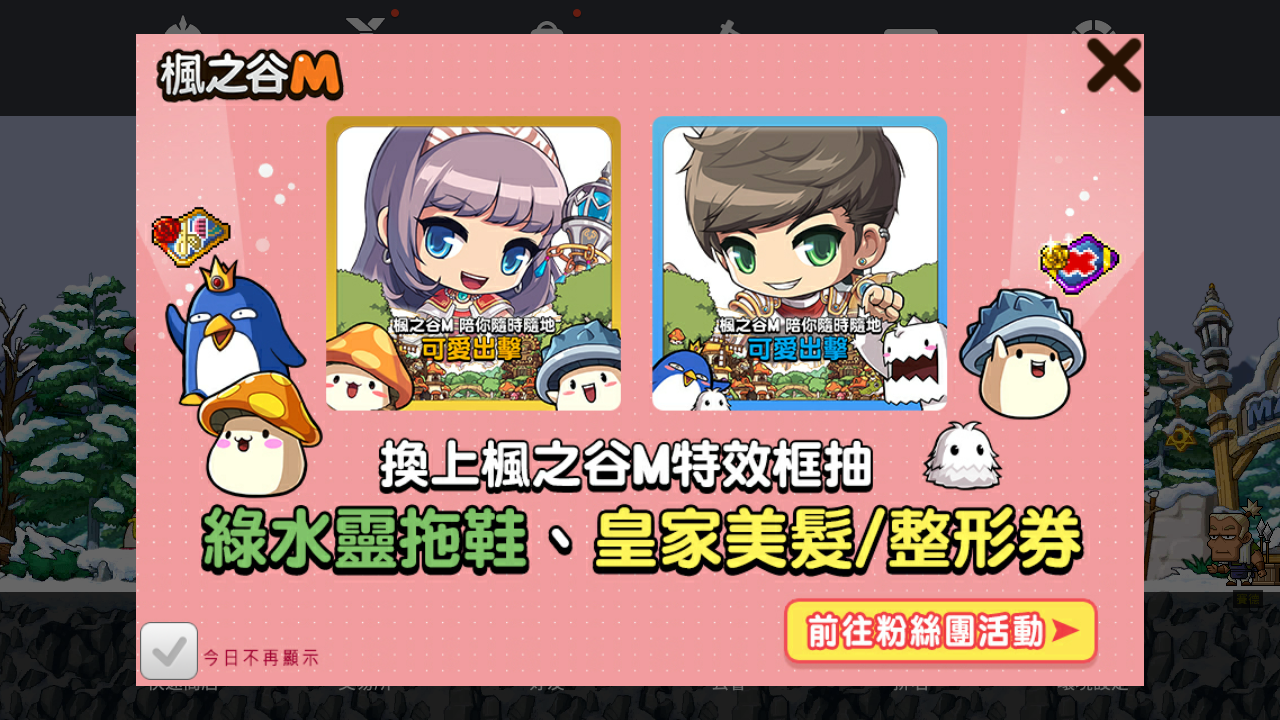 楓之谷M
楓之谷M 陪你隨時隨地
可愛出擊
楓之谷M 陪你隨時隨地
可愛出擊
換上楓之谷M特效框抽
綠水靈拖鞋、皇家美髮/整形券
前往粉絲團活動
今日不再顯示